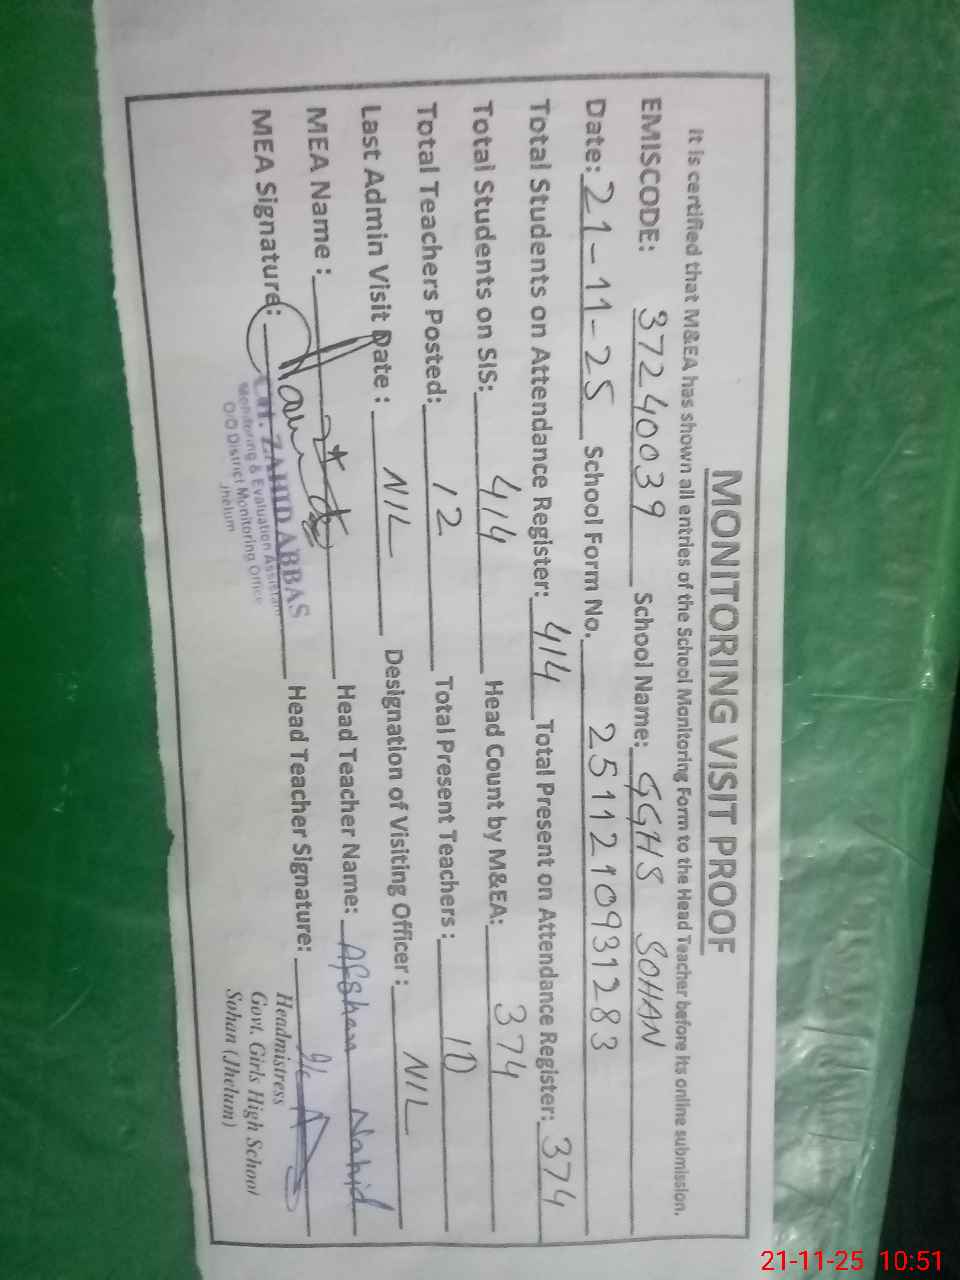 MONITORING VISIT PROOF
It is certified that M&EA has shown all entries of the School Monitoring Form to the Head Teacher before its online submission.
EMISCODE: 37240039 School Name: GGHS SOHAN
Date: 21-11-25 School Form No. 2511210931283
Total Students on Attendance Register: 414 Total Present on Attendance Register: 374
Total Students on SIS: 414 Head Count by M&EA: 374
Total Teachers Posted: 12 Total Present Teachers : 10
Last Admin Visit Date : NIL Designation of Visiting Officer : NIL
MEA Name : Head Teacher Name: Afshan Nahid
MEA Signature: Head Teacher Signature:
CH. ZAHID ABBAS
Monitoring & Evaluation Assistant
O/O District Monitoring Office
Jhelum
Headmistress
Govt. Girls High School
Sohan (Jhelum)
21-11-25 10:51